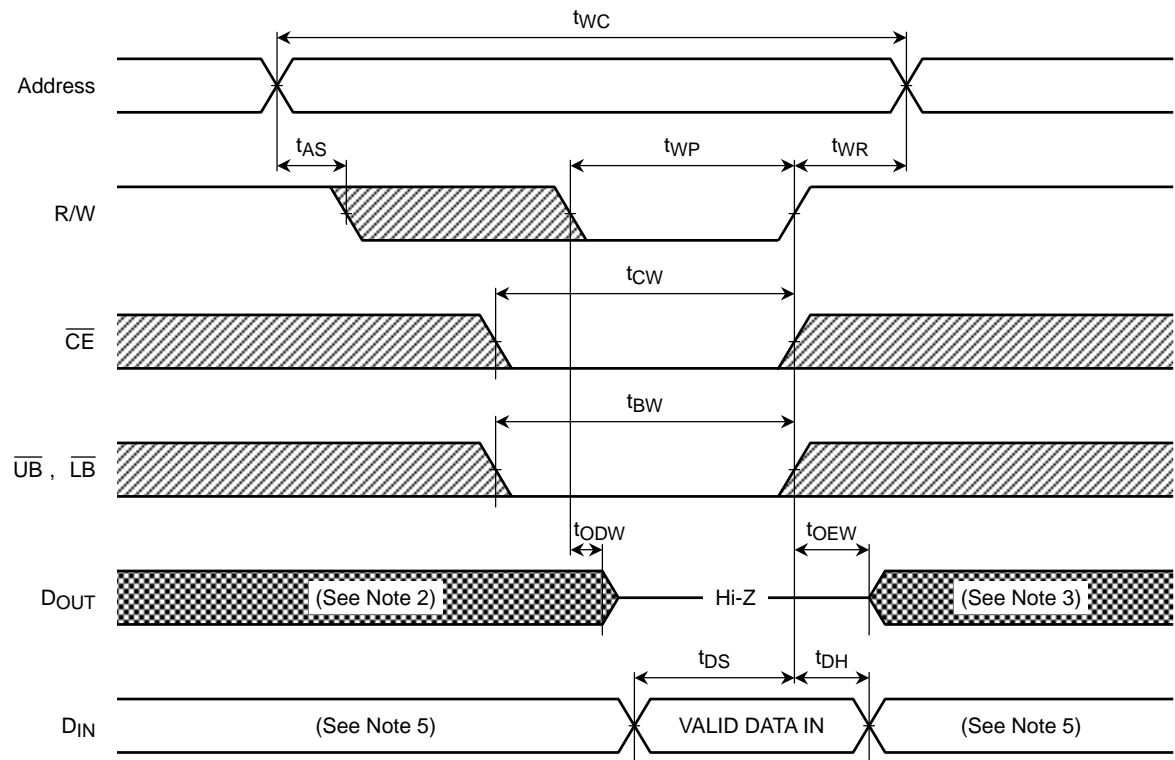 tWC
Address
tAS
tWP
tWR
R/W
tCW
CE
tBW
UB , LB
tODW
tOEW
DOUT
(See Note 2)
Hi-Z
(See Note 3)
tDS
tDH
DIN
(See Note 5)
VALID DATA IN
(See Note 5)